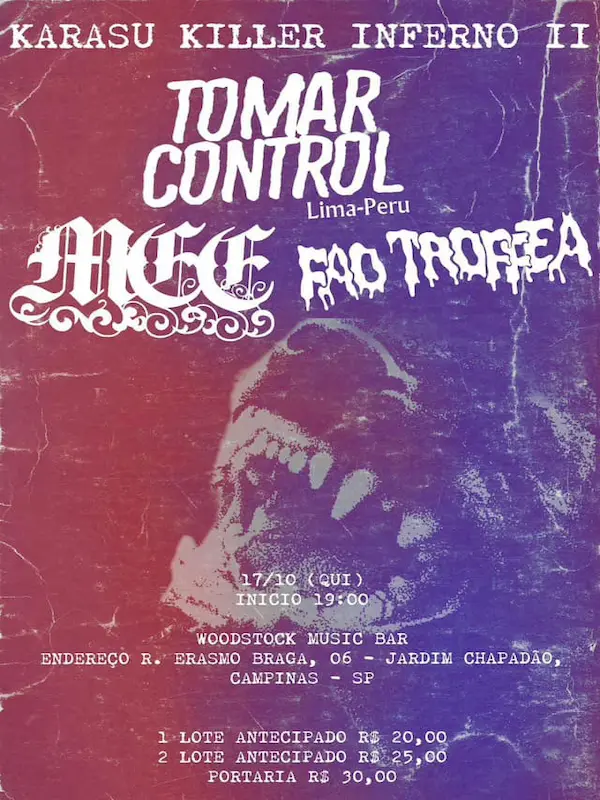 KARASU KILLER INFERNO II
TOMAR
CONTROL
Lima-Peru
MEE
FAO TROFFEA
17/10 (QUI)
INICIO 19:00
WOODSTOCK MUSIC BAR
ENDEREÇO R. ERASMO BRAGA, 06 - JARDIM CHAPADÃO,
CAMPINAS - SP
1 LOTE ANTECIPADO R$ 20,00
2 LOTE ANTECIPADO R$ 25,00
PORTARIA R$ 30,00